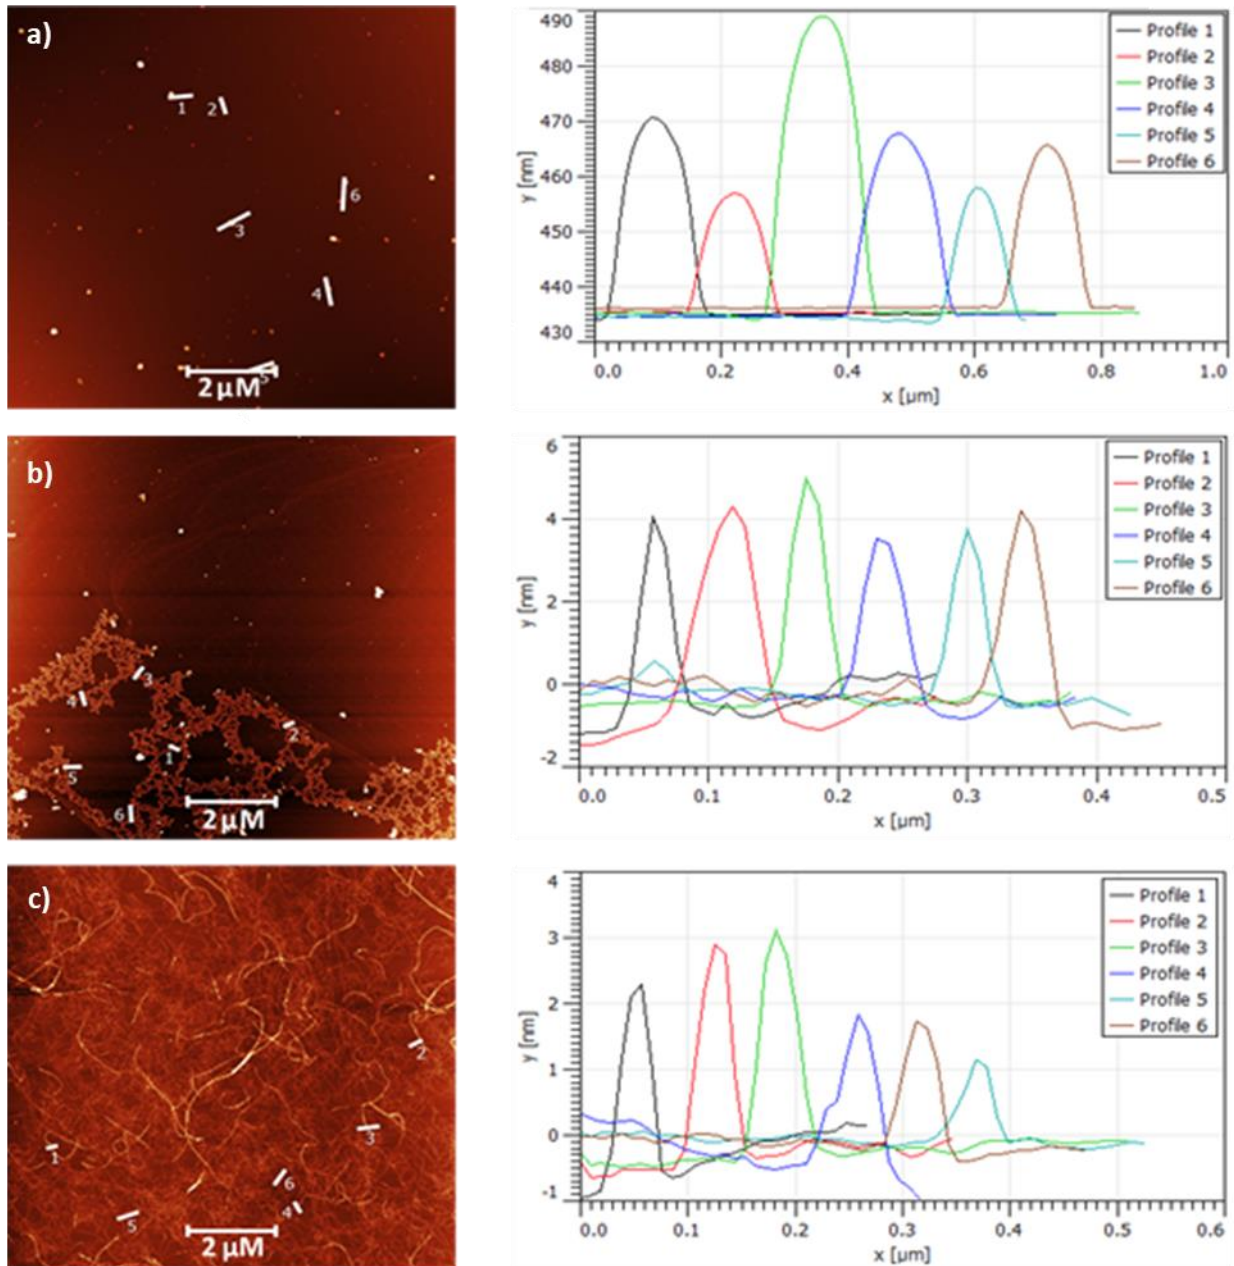 a)
1
2
3
4
5
6
2 µM
y [nm]
490
480
470
460
450
440
430
0.0 0.2 0.4 0.6 0.8 1.0
x [µm]
Profile 1
Profile 2
Profile 3
Profile 4
Profile 5
Profile 6
b)
3
4
2
1
5
6
2 µM
y [nm]
6
4
2
0
-2
0.0 0.1 0.2 0.3 0.4 0.5
x [µm]
Profile 1
Profile 2
Profile 3
Profile 4
Profile 5
Profile 6
c)
2
3
1
6
4
5
2 µM
y [nm]
4
3
2
1
0
-1
0.0 0.1 0.2 0.3 0.4 0.5 0.6
x [µm]
Profile 1
Profile 2
Profile 3
Profile 4
Profile 5
Profile 6